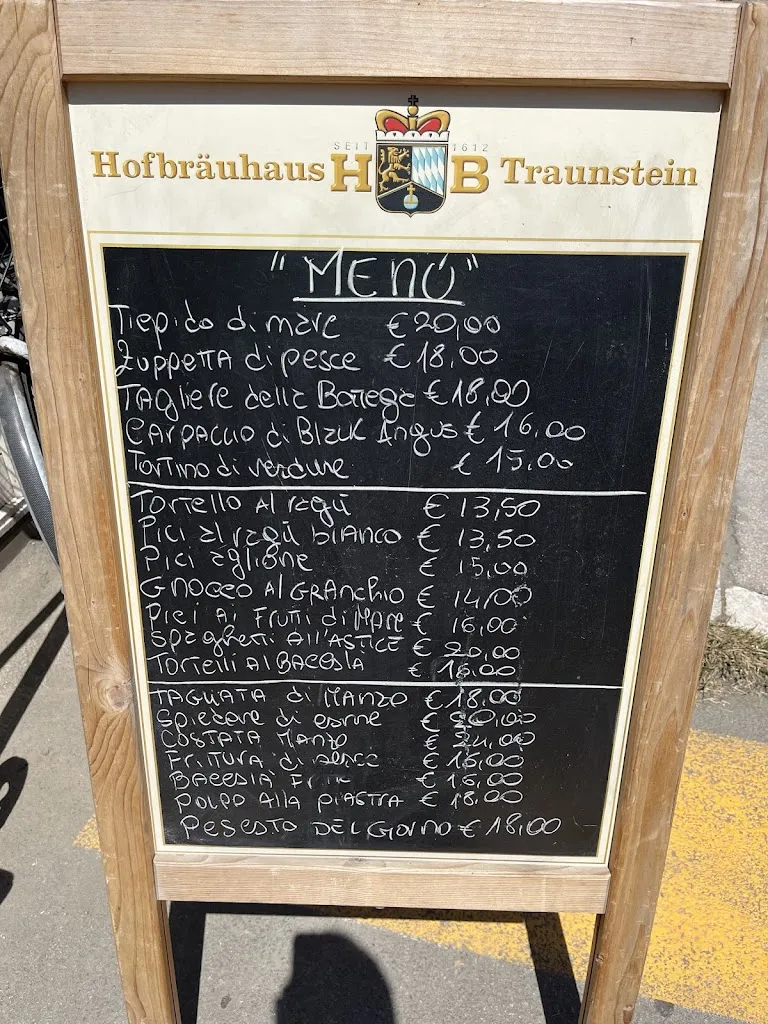 SEIT 1612
Hofbräuhaus HB Traunstein
"MENÚ"
Tiepido di mare € 20,00
Zuppetta di pesce € 18,00
TAgliere della Bottega € 18,00
CARPACCIO di Black Angus € 16,00
Tortino di verdure € 15,00
Tortello Al ragù € 13,50
Pici al ragù biANCO € 13,50
Pici aglione € 15,00
GNOCCO Al GRANCHIO € 14,00
Pici Ai FRUTTI di MARE € 16,00
Spaghetti All'ASTICE € 20,00
Tortelli Al BACCALA € 16,00
TAGLIATA di MANZO € 18,00
Spiedone di carne € 20,00
COSTATA MANZO € 24,00
FRITTURA di pesce € 16,00
BACCALÀ € 16,00
POLPO Alla piASTRA € 18,00
PESCATO DEL GIORNO € 18,00